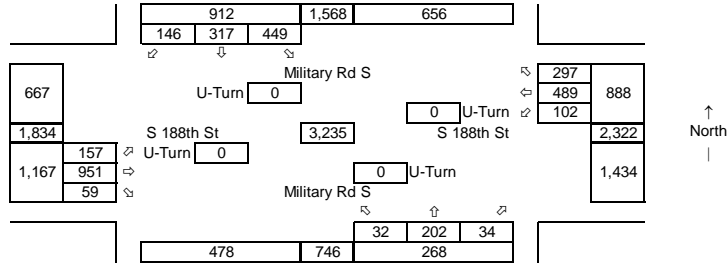 912 1,568 656
146 317 449
⬃ ⇩ ⬂
Military Rd S ⬁ 297
667 U-Turn 0 ⇦ 489 888
0 U-Turn ⬃ 102 ↑
1,834 S 188th St 3,235 S 188th St 2,322 North
157 ⬀ U-Turn 0 |
1,167 951 ⇨ 0 U-Turn 1,434
59 ⬂ Military Rd S
⬁ ⇧ ⬀
32 202 34
478 746 268